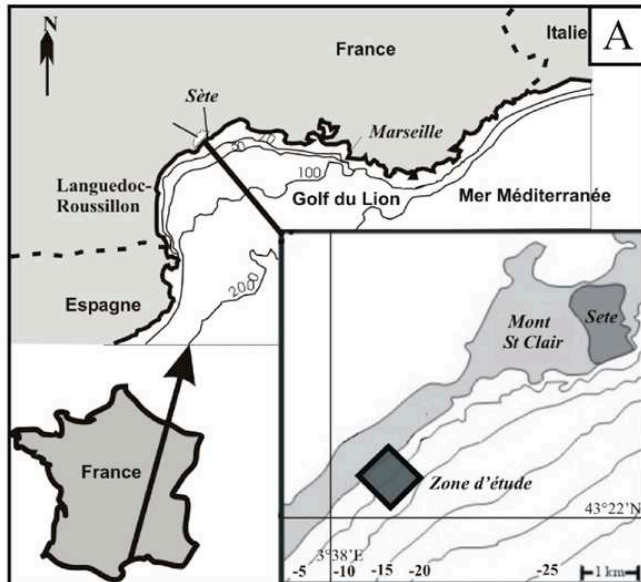 A
N
Italie
France
Sète
Marseille
100
Languedoc-
Roussillon
Golf du Lion
Mer Méditerranée
200
Espagne
Mont
St Clair
Sete
France
Zone d'étude
43°22'N
3°38'E
-5 -10 -15 -20 -25
1 km